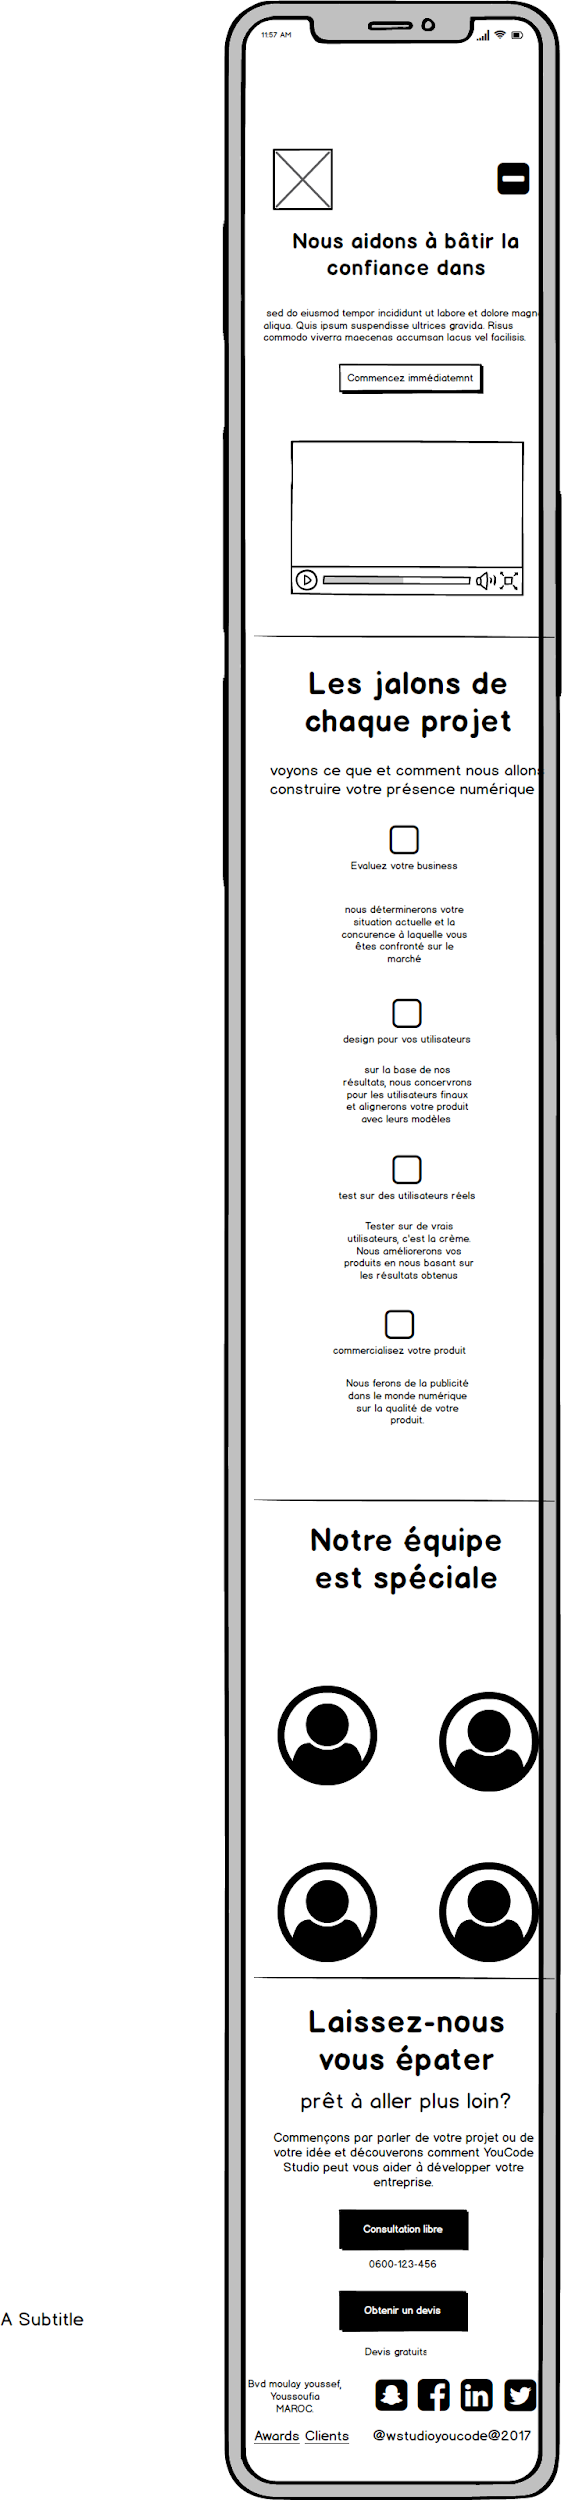 11:57 AM
Nous aidons à bâtir la
confiance dans
sed do eiusmod tempor incididunt ut labore et dolore magn
aliqua. Quis ipsum suspendisse ultrices gravida. Risus
commodo viverra maecenas accumsan lacus vel facilisis.
Commencez immédiatemnt
Les jalons de
chaque projet
voyons ce que et comment nous allons
construire votre présence numérique
Evaluez votre business
nous déterminerons votre
situation actuelle et la
concurence à laquelle vous
êtes confronté sur le
marché
design pour vos utilisateurs
sur la base de nos
résultats, nous concervrons
pour les utilisateurs finaux
et alignerons votre produit
avec leurs modèles
test sur des utilisateurs réels
Tester sur de vrais
utilisateurs, c'est la crème.
Nous améliorerons vos
produits en nous basant sur
les résultats obtenus
commercialisez votre produit
Nous ferons de la publicité
dans le monde numérique
sur la qualité de votre
produit.
Notre équipe
est spéciale
Laissez-nous
vous épater
prêt à aller plus loin?
Commençons par parler de votre projet ou de
votre idée et découverons comment YouCode
Studio peut vous aider à développer votre
entreprise.
Consultation libre
0600-123-456
Obtenir un devis
A Subtitle
Devis gratuits
Bvd moulay youssef,
Youssoufia
MAROC.
Awards Clients @wstudioyoucode@2017